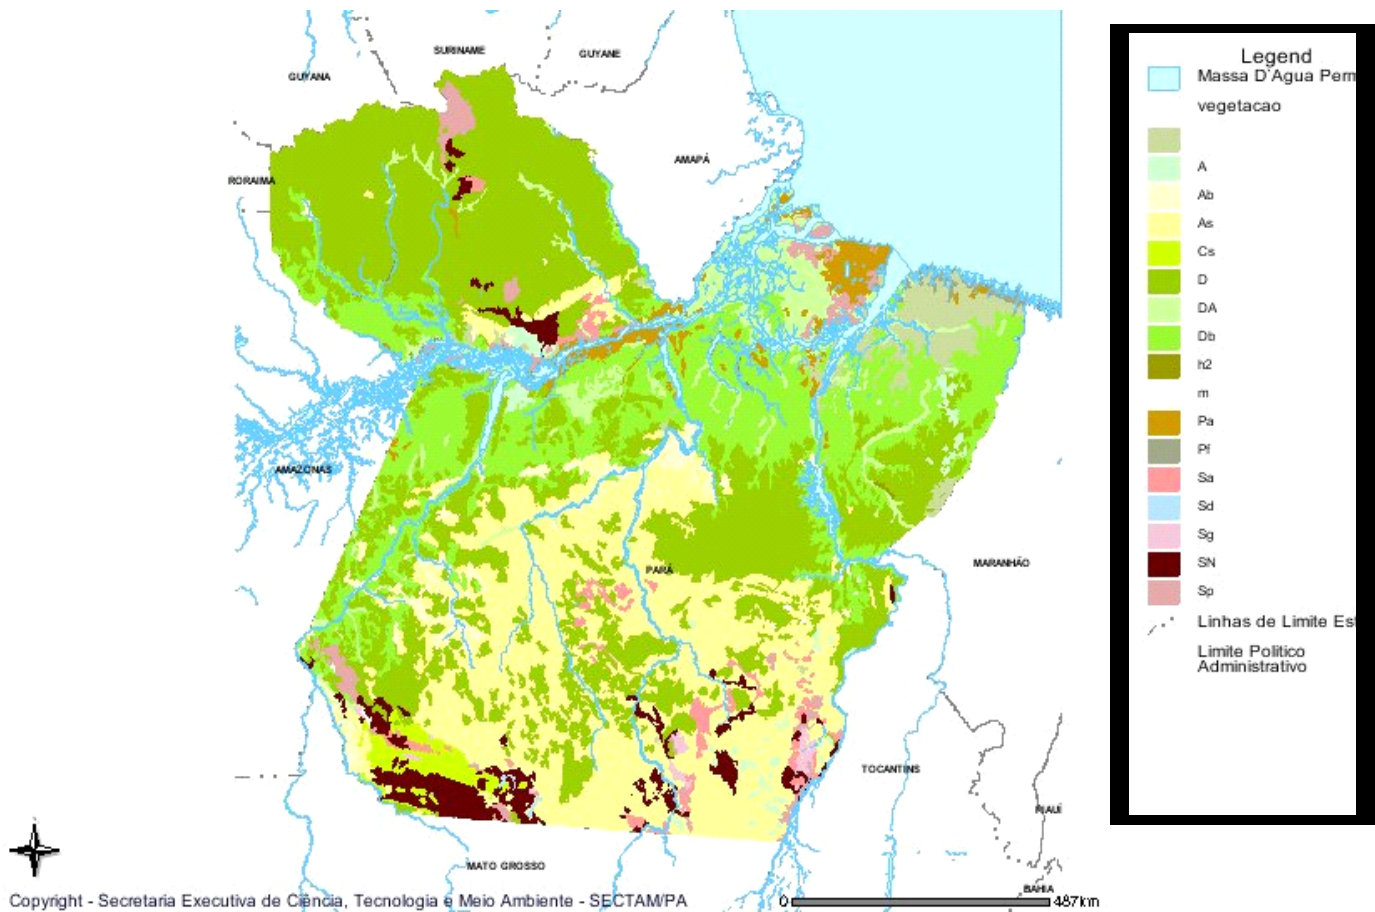 SURINAME
GUYANE
GUYANA
AMAPÁ
RORAIMA
AMAZONAS
PARÁ
MARANHÃO
TOCANTINS
PIAUÍ
MATO GROSSO
BAHIA
Copyright - Secretaria Executiva de Ciência, Tecnologia e Meio Ambiente - SECTAM/PA
0
487km
Legend
Massa D`Agua Perm
vegetacao
A
Ab
As
Cs
D
DA
Db
h2
m
Pa
Pf
Sa
Sd
Sg
SN
Sp
Linhas de Limite Es
Limite Politico
Administrativo